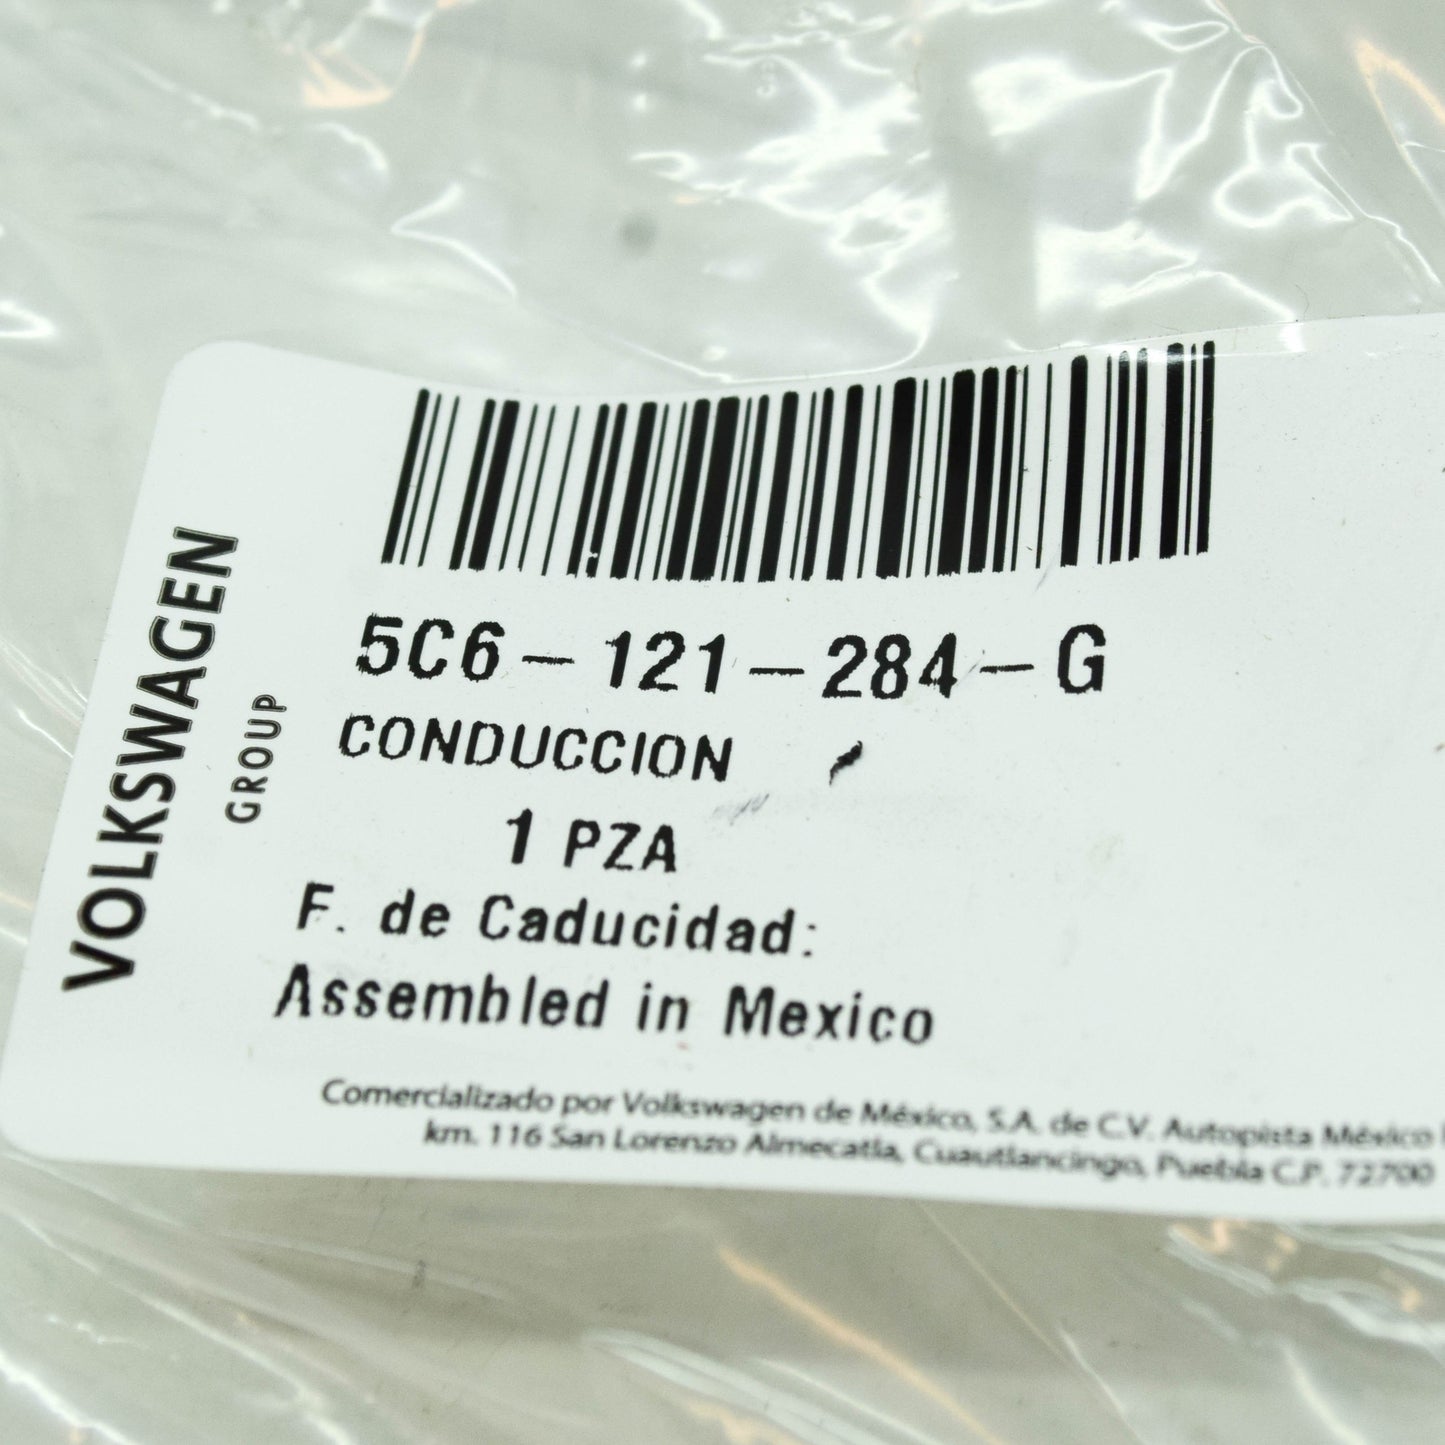 VOLKSWAGEN
GROUP
5C6-121-284-G
CONDUCCION
1 PZA
F. de Caducidad:
Assembled in Mexico
Comercializado por Volkswagen de México, S.A. de C.V. Autopista México
km. 116 San Lorenzo Almecatla, Cuautlancingo, Puebla C.P. 72700